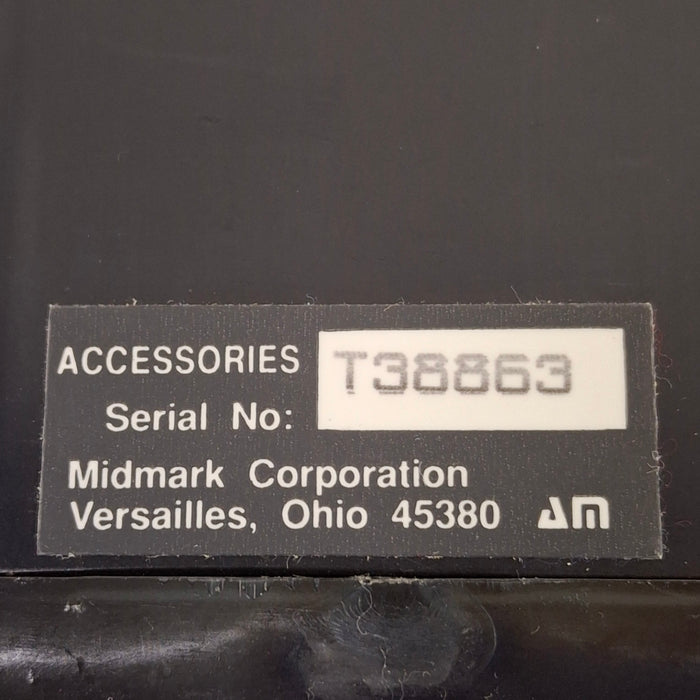 ACCESSORIES
Serial No: T38863
Midmark Corporation
Versailles, Ohio 45380